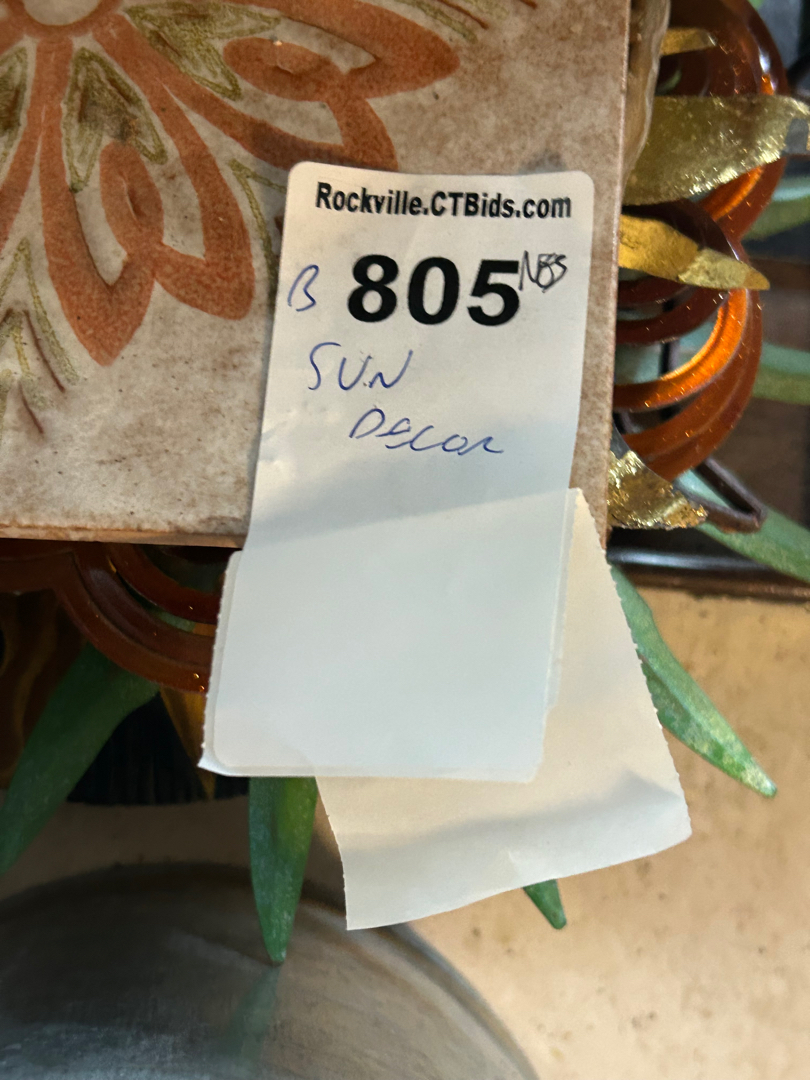 Rockville.CTBids.com
B 805
SUN
Decor